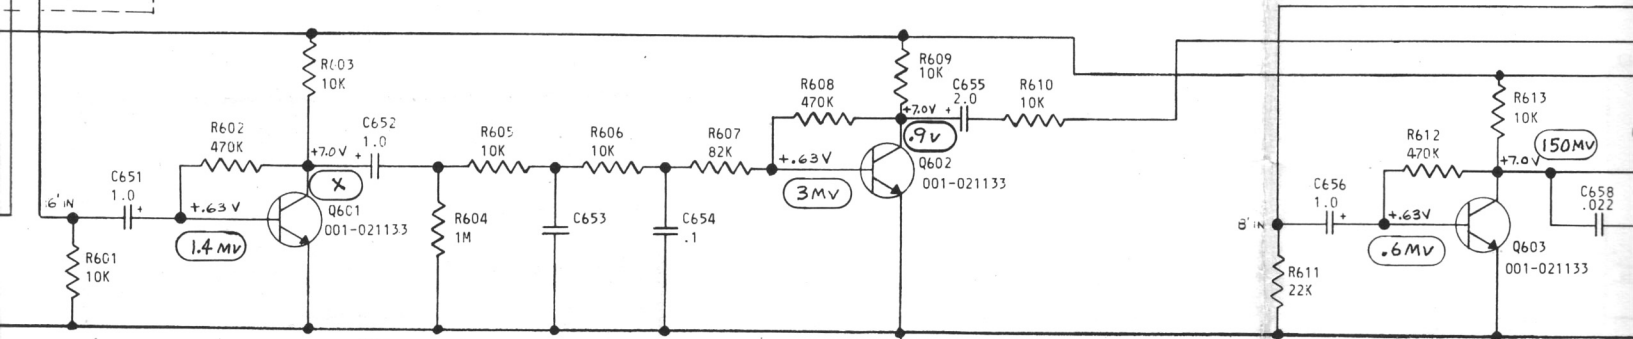 R603
10K
R602
470K
+7.0V
+
C652
1.0
C651
1.0
+
16' IN
+.63V
X
Q601
001-021133
1.4 MV
R601
10K
R604
1M
R605
10K
R606
10K
R607
82K
C653
C654
.1
R608
470K
R609
10K
C655
2.0
+7.0V
+
R610
10K
.9V
+.63V
Q602
001-021133
3MV
R613
10K
R612
470K
150MV
+7.0V
C656
1.0
+
C658
.022
8' IN
+.63V
.6MV
Q603
001-021133
R611
22K